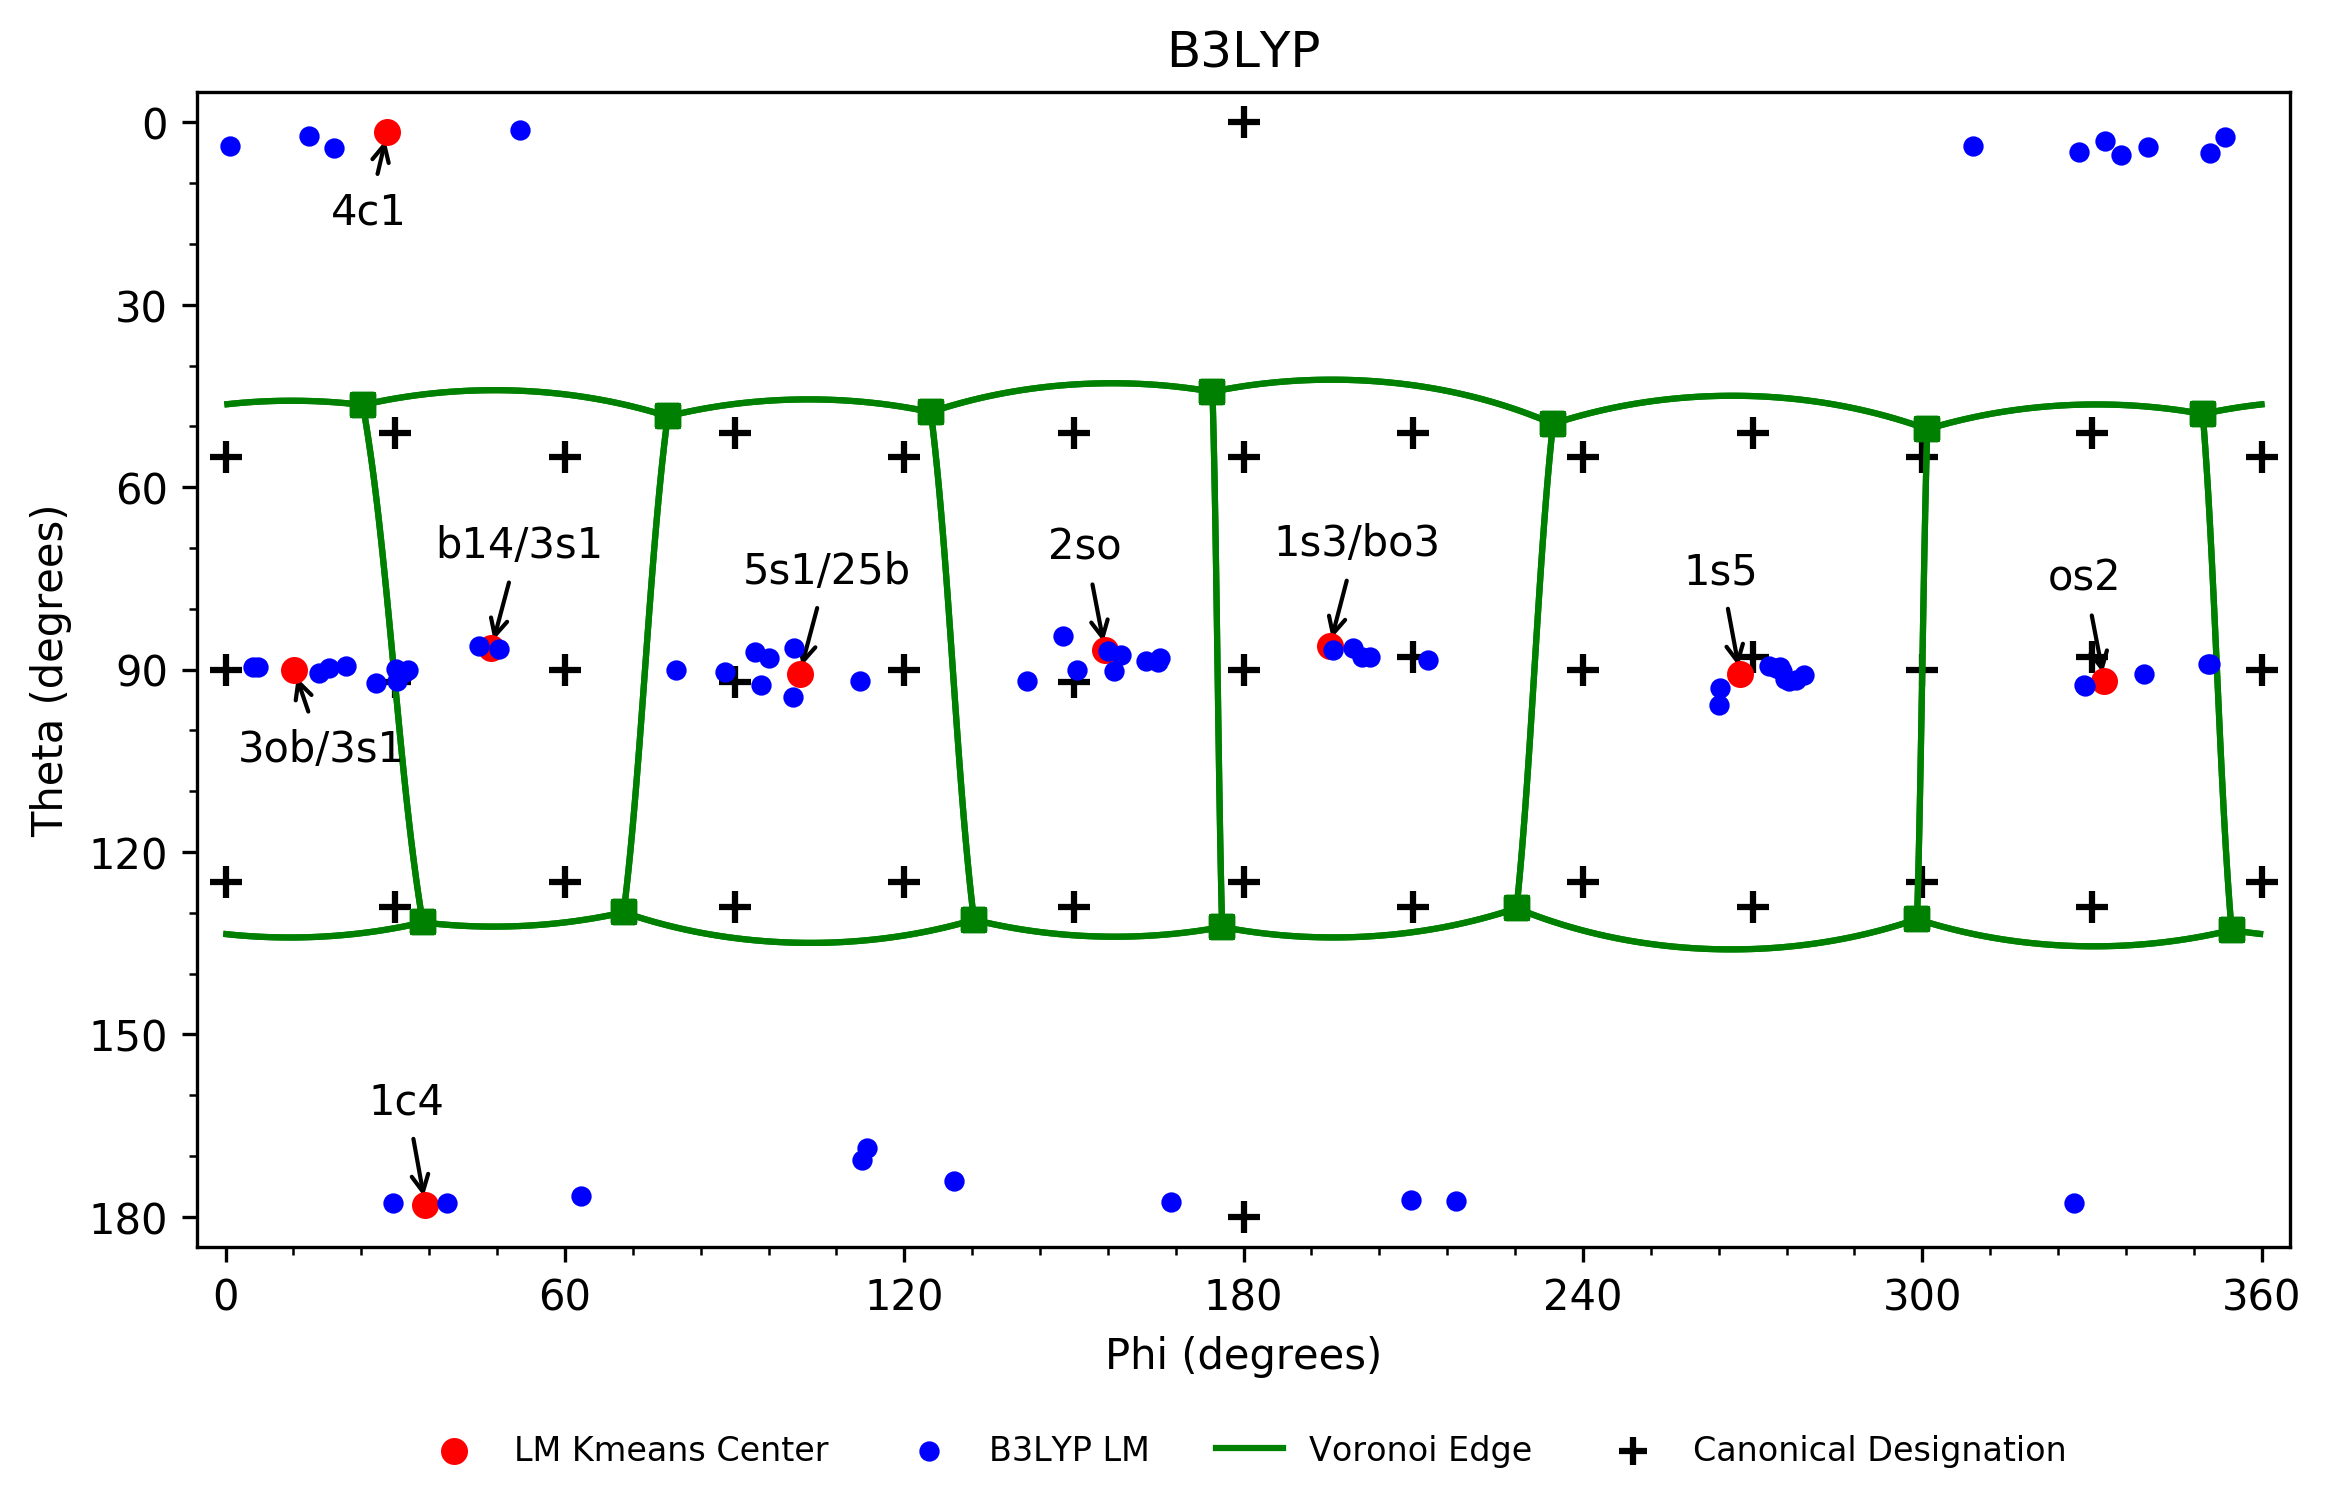 B3LYP
0
4c1
30
60
b14/3s1
2so
1s3/bo3
5s1/25b
1s5
os2
90
3ob/3s1
Theta (degrees)
120
150
1c4
180
0 60 120 180 240 300 360
Phi (degrees)
LM Kmeans Center B3LYP LM Voronoi Edge Canonical Designation